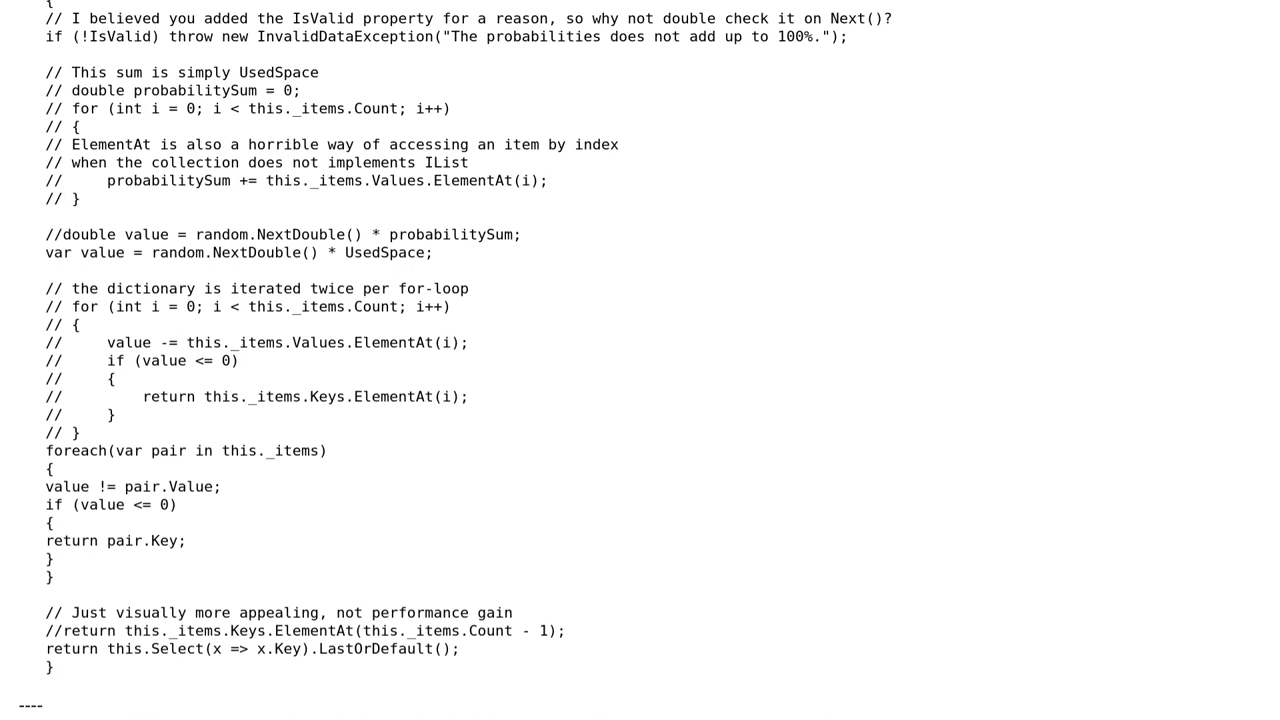 {
// I believed you added the IsValid property for a reason, so why not double check it on Next()?
if (!IsValid) throw new InvalidDataException("The probabilities does not add up to 100%.");
// This sum is simply UsedSpace
// double probabilitySum = 0;
// for (int i = 0; i < this._items.Count; i++)
// {
// ElementAt is also a horrible way of accessing an item by index
// when the collection does not implements IList
//     probabilitySum += this._items.Values.ElementAt(i);
// }
//double value = random.NextDouble() * probabilitySum;
var value = random.NextDouble() * UsedSpace;
// the dictionary is iterated twice per for-loop
// for (int i = 0; i < this._items.Count; i++)
// {
//     value -= this._items.Values.ElementAt(i);
//     if (value <= 0)
//     {
//         return this._items.Keys.ElementAt(i);
//     }
// }
foreach(var pair in this._items)
{
value != pair.Value;
if (value <= 0)
{
return pair.Key;
}
}
// Just visually more appealing, not performance gain
//return this._items.Keys.ElementAt(this._items.Count - 1);
return this.Select(x => x.Key).LastOrDefault();
}
----